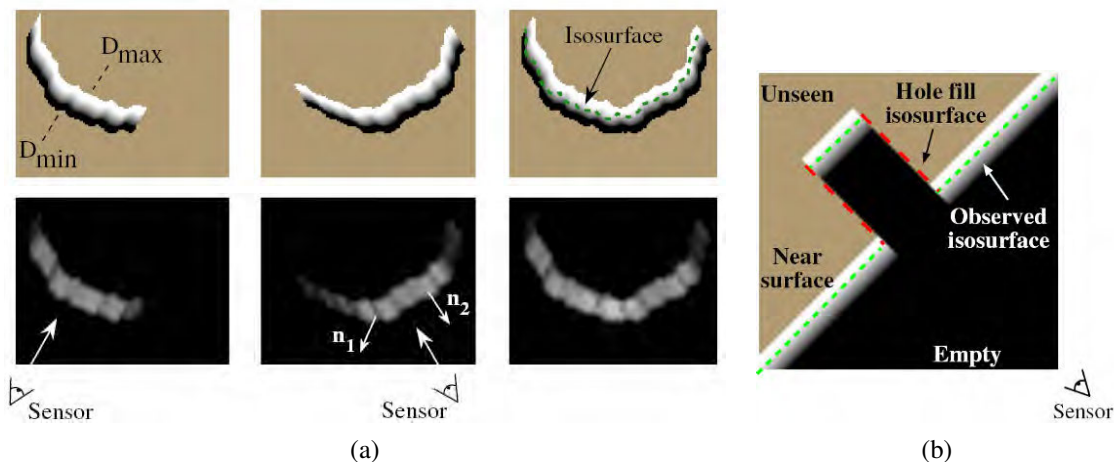 Dmax
Dmin
Isosurface
n1
n2
Sensor
Sensor
(a)
Unseen
Hole fill
isosurface
Observed
isosurface
Near
surface
Empty
Sensor
(b)